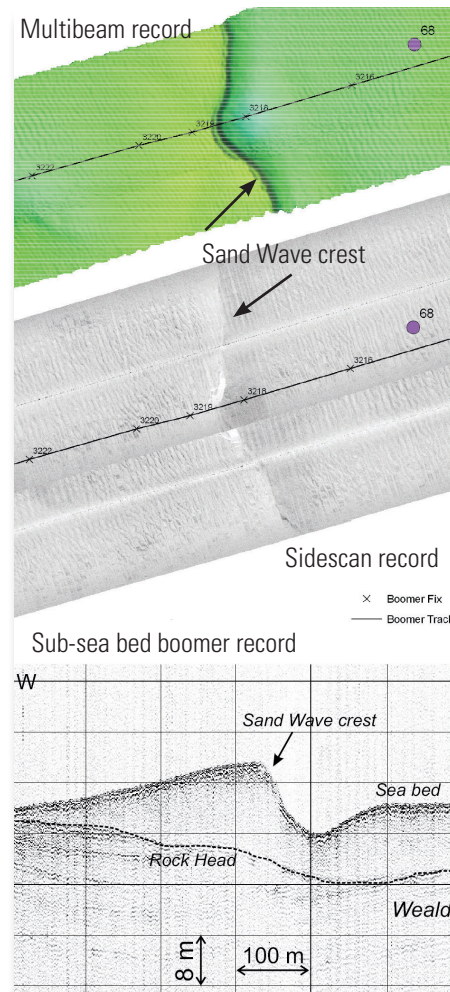 Multibeam record
68
3216
3218
3219
3220
3222
Sand Wave crest
68
3216
3218
3219
3220
3222
Sidescan record
Boomer Fix
Boomer Track
Sub-sea bed boomer record
W
Sand Wave crest
Sea bed
Rock Head
Weald
8 m
100 m